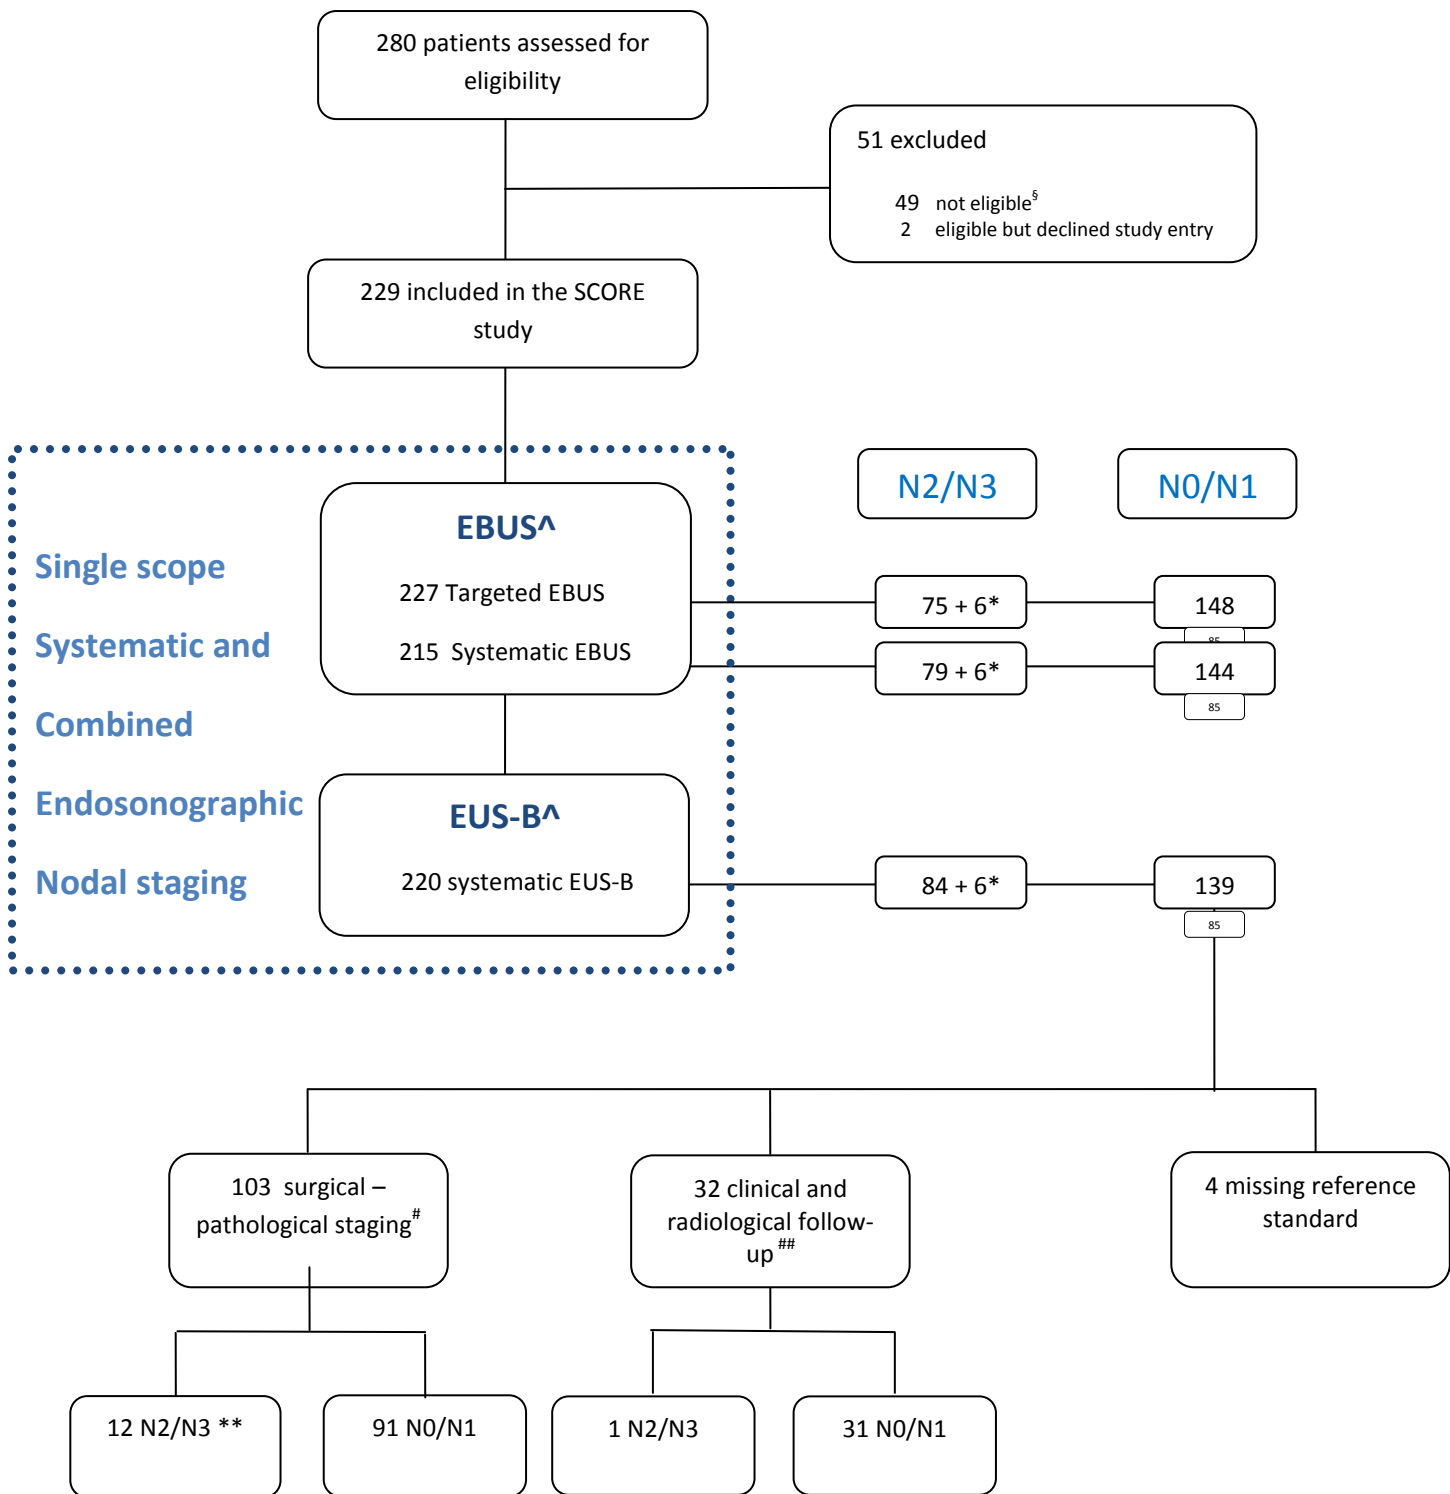 280 patients assessed for
eligibility
51 excluded
49 not eligible§
2 eligible but declined study entry
229 included in the SCORE
study
Single scope
Systematic and
Combined
Endosonographic
Nodal staging
EBUS^
227 Targeted EBUS
215 Systematic EBUS
EUS-B^
220 systematic EUS-B
N2/N3
N0/N1
75 + 6*
148
85
79 + 6*
144
85
84 + 6*
139
85
103 surgical –
pathological staging#
32 clinical and
radiological follow-
up ##
4 missing reference
standard
12 N2/N3 **
91 N0/N1
1 N2/N3
31 N0/N1